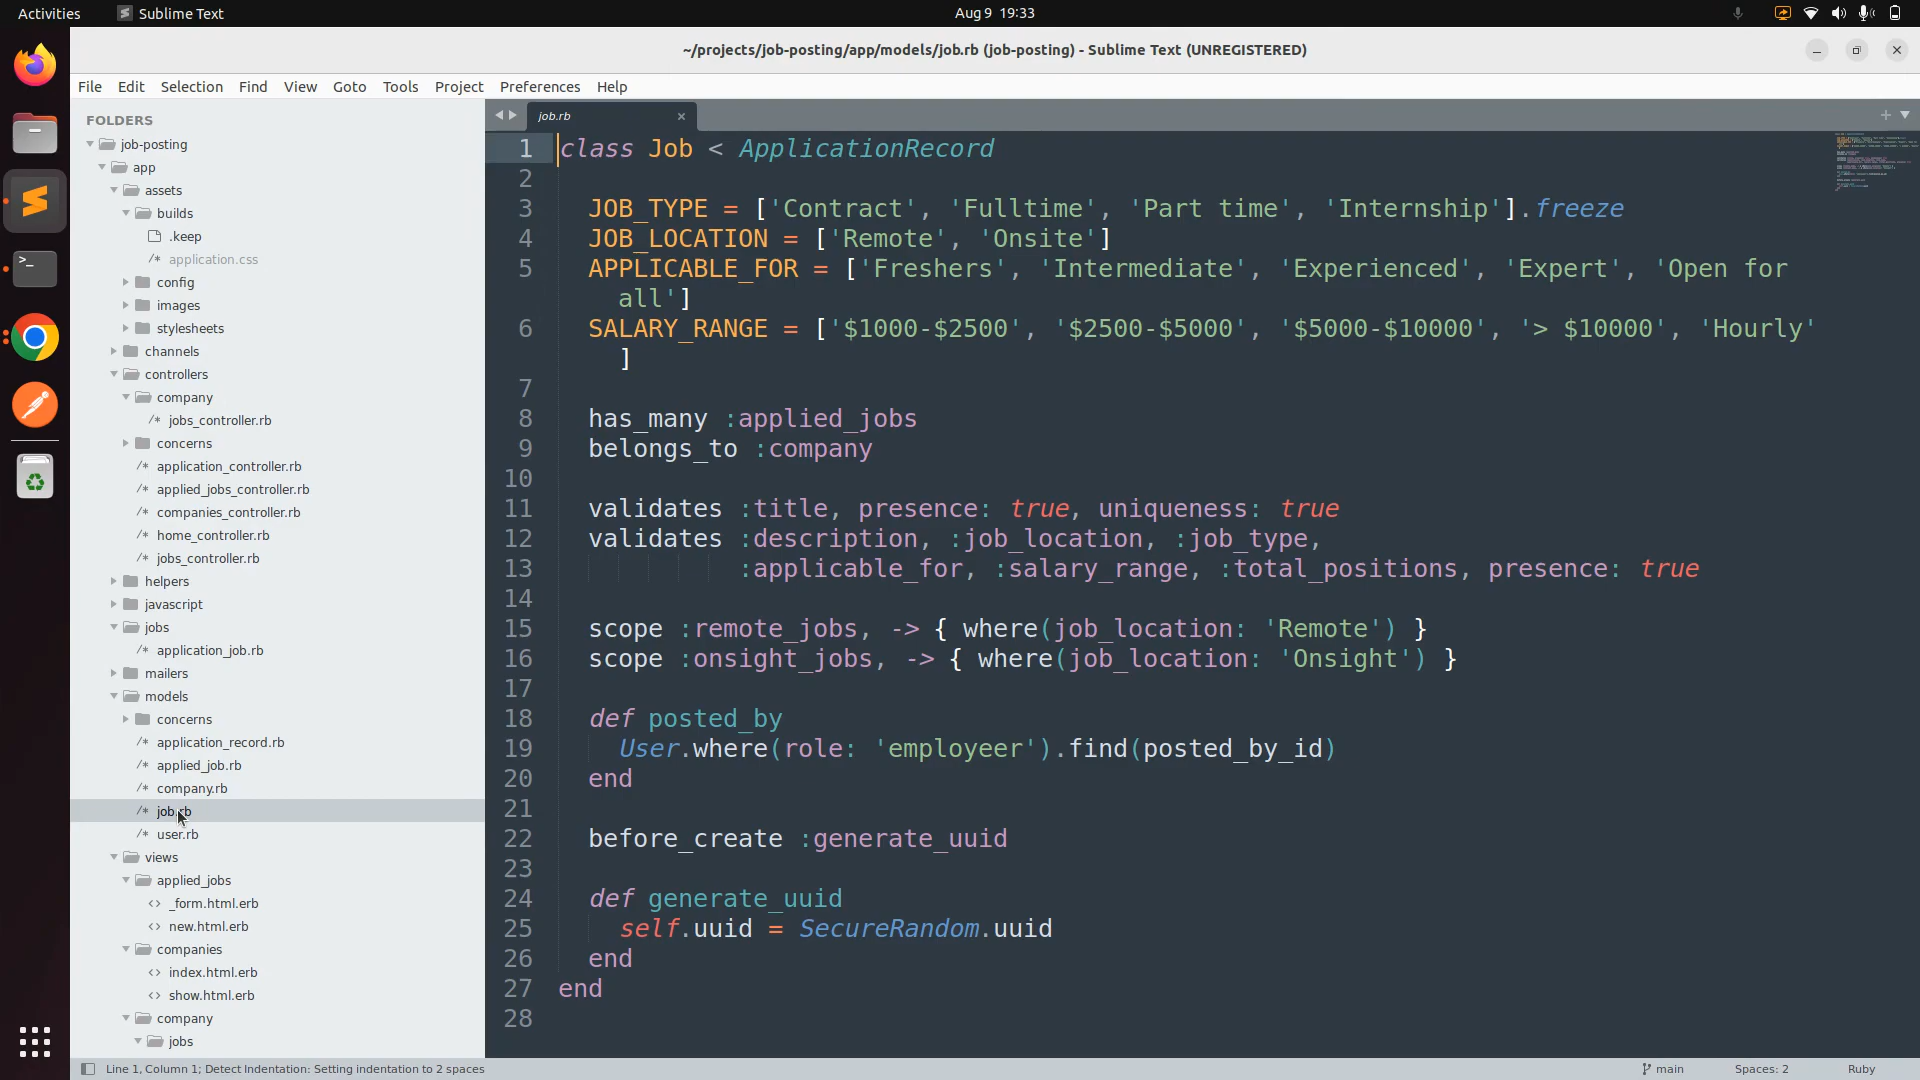 Activities
Sublime Text
Aug 9 19:33
~/projects/job-posting/app/models/job.rb (job-posting) - Sublime Text (UNREGISTERED)
File Edit Selection Find View Goto Tools Project Preferences Help
FOLDERS
job-posting
app
assets
builds
.keep
application.css
config
images
stylesheets
channels
controllers
company
jobs_controller.rb
concerns
application_controller.rb
applied_jobs_controller.rb
companies_controller.rb
home_controller.rb
jobs_controller.rb
helpers
javascript
jobs
application_job.rb
mailers
models
concerns
application_record.rb
applied_job.rb
company.rb
job.rb
user.rb
views
applied_jobs
_form.html.erb
new.html.erb
companies
index.html.erb
show.html.erb
company
jobs
job.rb
1 class Job < ApplicationRecord
2
3 JOB_TYPE = ['Contract', 'Fulltime', 'Part time', 'Internship'].freeze
4 JOB_LOCATION = ['Remote', 'Onsite']
5 APPLICABLE_FOR = ['Freshers', 'Intermediate', 'Experienced', 'Expert', 'Open for
all']
6 SALARY_RANGE = ['$1000-$2500', '$2500-$5000', '$5000-$10000', '> $10000', 'Hourly'
]
7
8 has_many :applied_jobs
9 belongs_to :company
10
11 validates :title, presence: true, uniqueness: true
12 validates :description, :job_location, :job_type,
13 :applicable_for, :salary_range, :total_positions, presence: true
14
15 scope :remote_jobs, -> { where(job_location: 'Remote') }
16 scope :onsight_jobs, -> { where(job_location: 'Onsight') }
17
18 def posted_by
19 User.where(role: 'employeer').find(posted_by_id)
20 end
21
22 before_create :generate_uuid
23
24 def generate_uuid
25 self.uuid = SecureRandom.uuid
26 end
27 end
28
Line 1, Column 1; Detect Indentation: Setting indentation to 2 spaces
main
Spaces: 2
Ruby